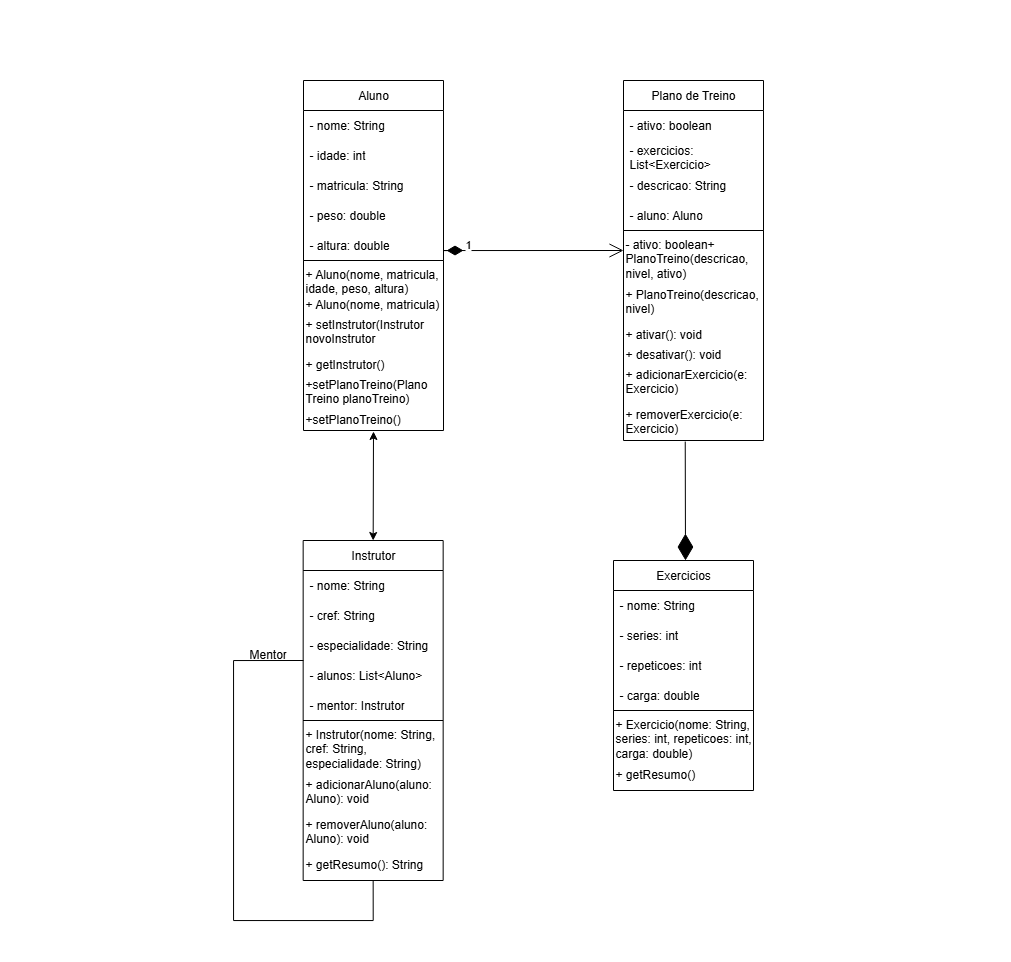 Aluno
- nome: String
- idade: int
- matricula: String
- peso: double
- altura: double
+ Aluno(nome, matricula,
idade, peso, altura)
+ Aluno(nome, matricula)
+ setInstrutor(Instrutor
novoInstrutor
+ getInstrutor()
+setPlanoTreino(Plano
Treino planoTreino)
+setPlanoTreino()
1
Plano de Treino
- ativo: boolean
- exercicios:
List<Exercicio>
- descricao: String
- aluno: Aluno
- ativo: boolean+
PlanoTreino(descricao,
nivel, ativo)
+ PlanoTreino(descricao,
nivel)
+ ativar(): void
+ desativar(): void
+ adicionarExercicio(e:
Exercicio)
+ removerExercicio(e:
Exercicio)
Instrutor
- nome: String
- cref: String
- especialidade: String
- alunos: List<Aluno>
- mentor: Instrutor
+ Instrutor(nome: String,
cref: String,
especialidade: String)
+ adicionarAluno(aluno:
Aluno): void
+ removerAluno(aluno:
Aluno): void
+ getResumo(): String
Mentor
Exercicios
- nome: String
- series: int
- repeticoes: int
- carga: double
+ Exercicio(nome: String,
series: int, repeticoes: int,
carga: double)
+ getResumo()